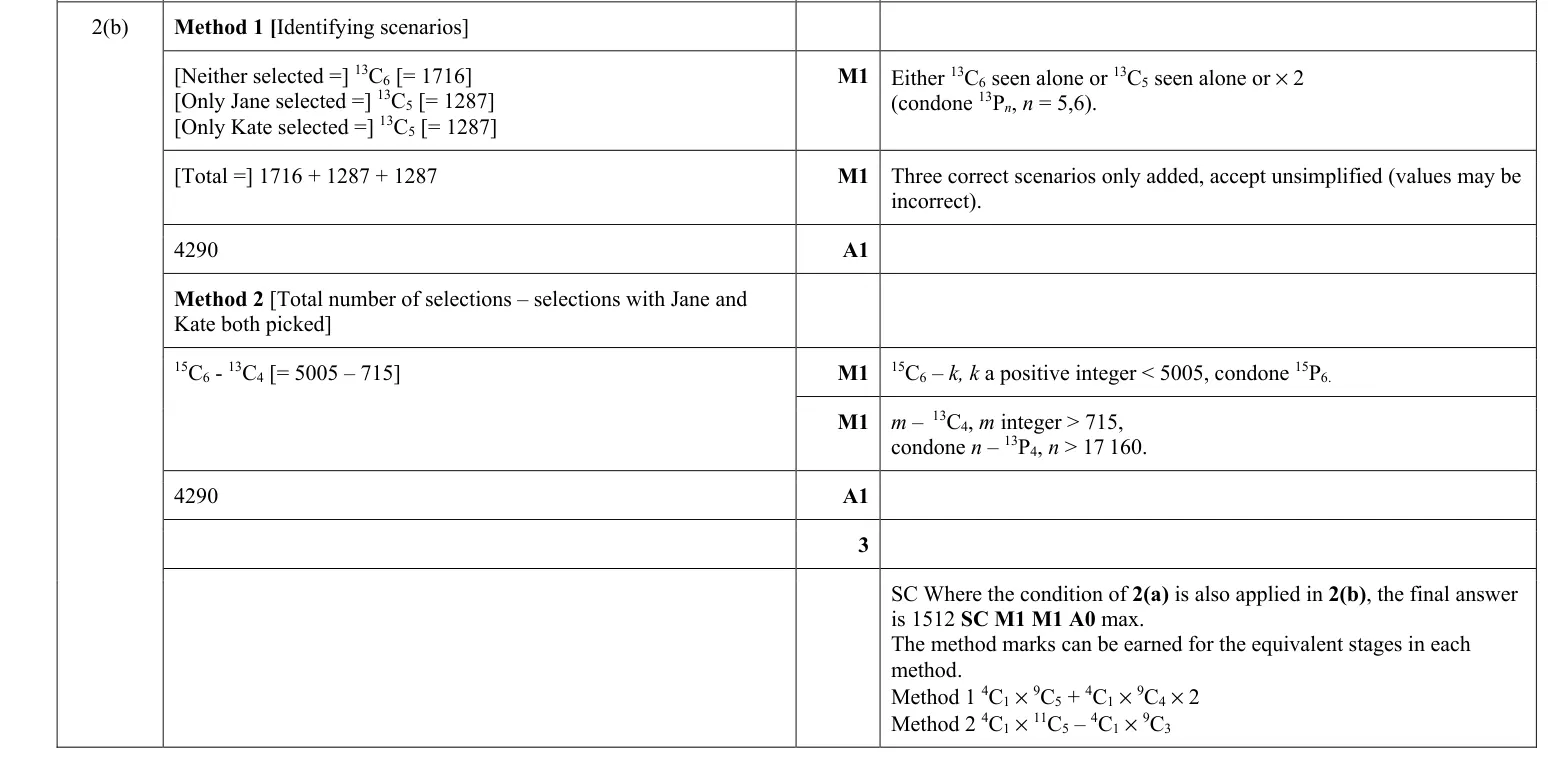 2(b)
Method 1 [Identifying scenarios]
[Neither selected =] ¹³C₆ [= 1716]
[Only Jane selected =] ¹³C₅ [= 1287]
[Only Kate selected =] ¹³C₅ [= 1287]
M1
Either ¹³C₆ seen alone or ¹³C₅ seen alone or × 2
(condone ¹³Pₙ, n = 5,6).
[Total =] 1716 + 1287 + 1287
M1
Three correct scenarios only added, accept unsimplified (values may be
incorrect).
4290
A1
Method 2 [Total number of selections – selections with Jane and
Kate both picked]
¹⁵C₆ - ¹³C₄ [= 5005 – 715]
M1
¹⁵C₆ – k, k a positive integer < 5005, condone ¹⁵P₆.
M1
m – ¹³C₄, m integer > 715,
condone n – ¹³P₄, n > 17 160.
4290
A1
3
SC Where the condition of 2(a) is also applied in 2(b), the final answer
is 1512 SC M1 M1 A0 max.
The method marks can be earned for the equivalent stages in each
method.
Method 1 ⁴C₁ × ⁹C₅ + ⁴C₁ × ⁹C₄ × 2
Method 2 ⁴C₁ × ¹¹C₅ – ⁴C₁ × ⁹C₃